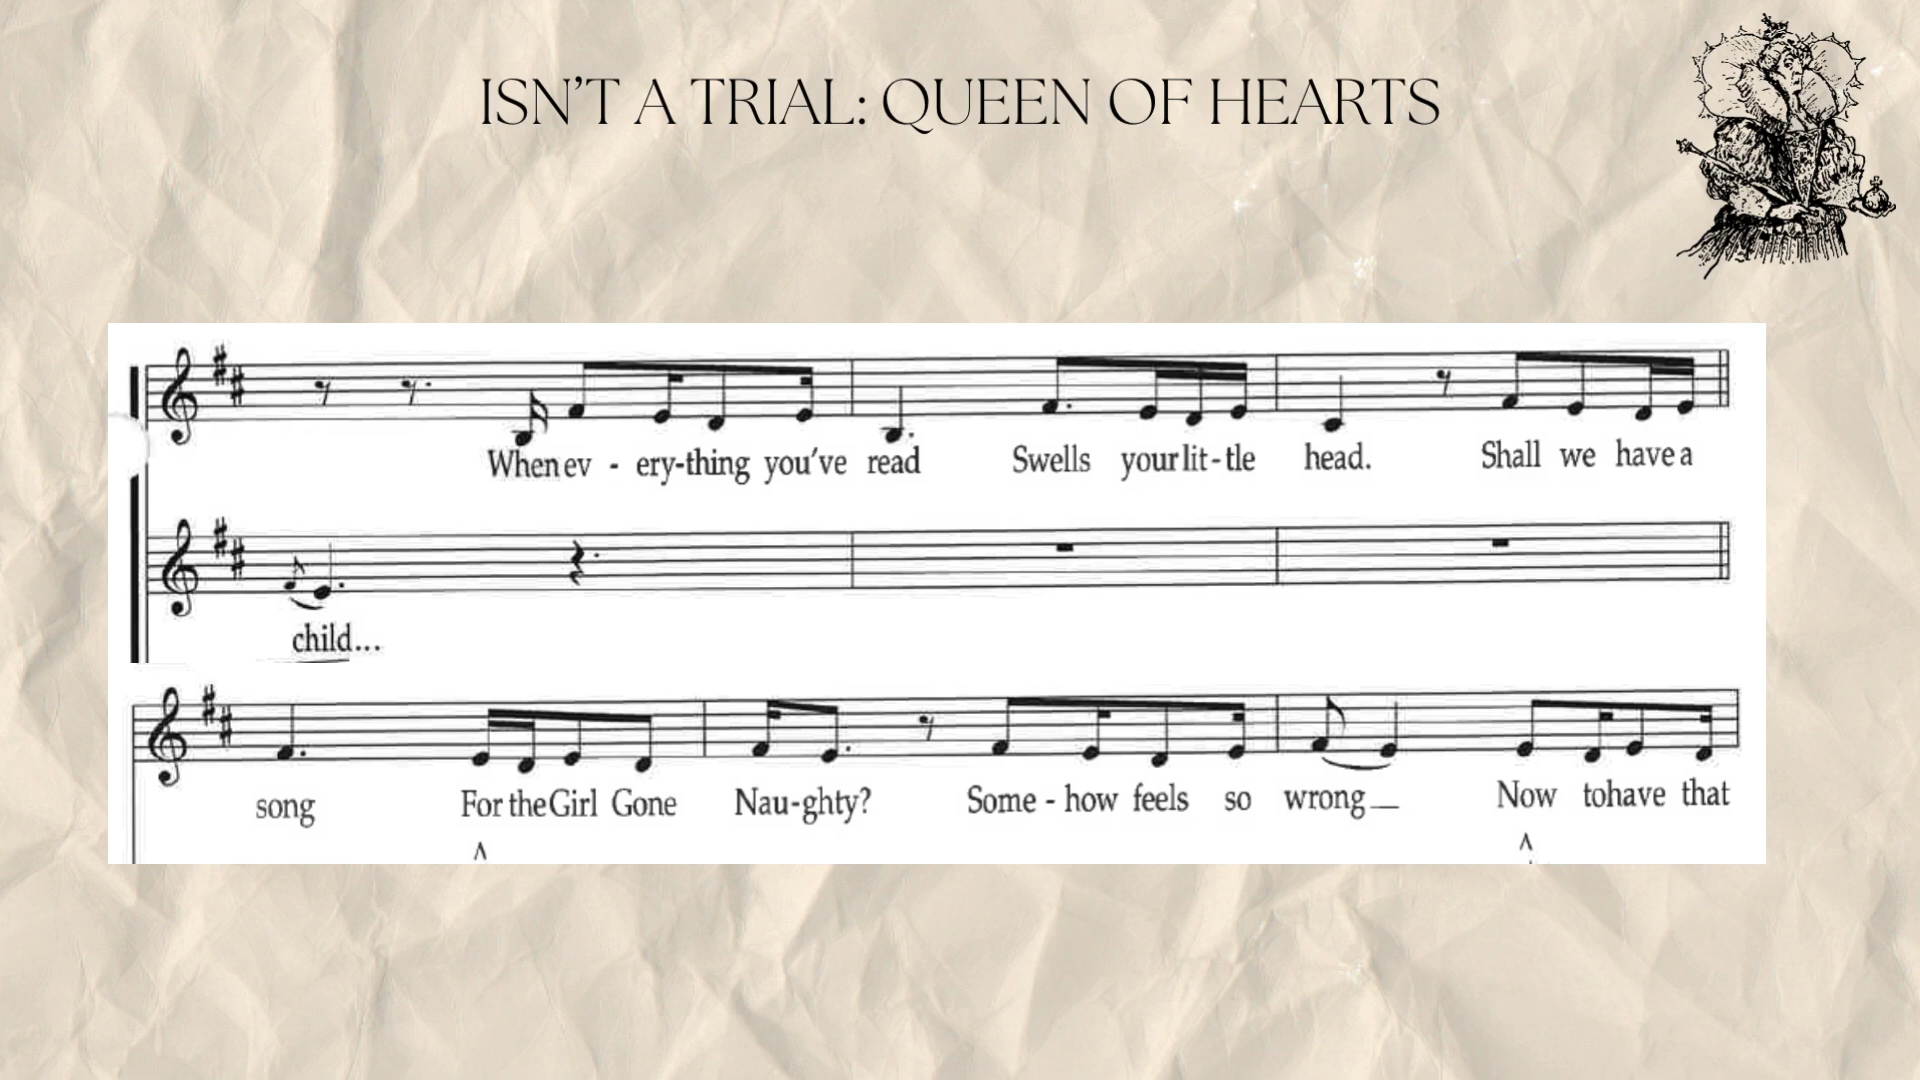 ISN'T A TRIAL: QUEEN OF HEARTS
When ev - ery-thing you've read Swells your lit-tle head. Shall we have a
child...
song For the Girl Gone Nau-ghty? Some-how feels so wrong Now to have that